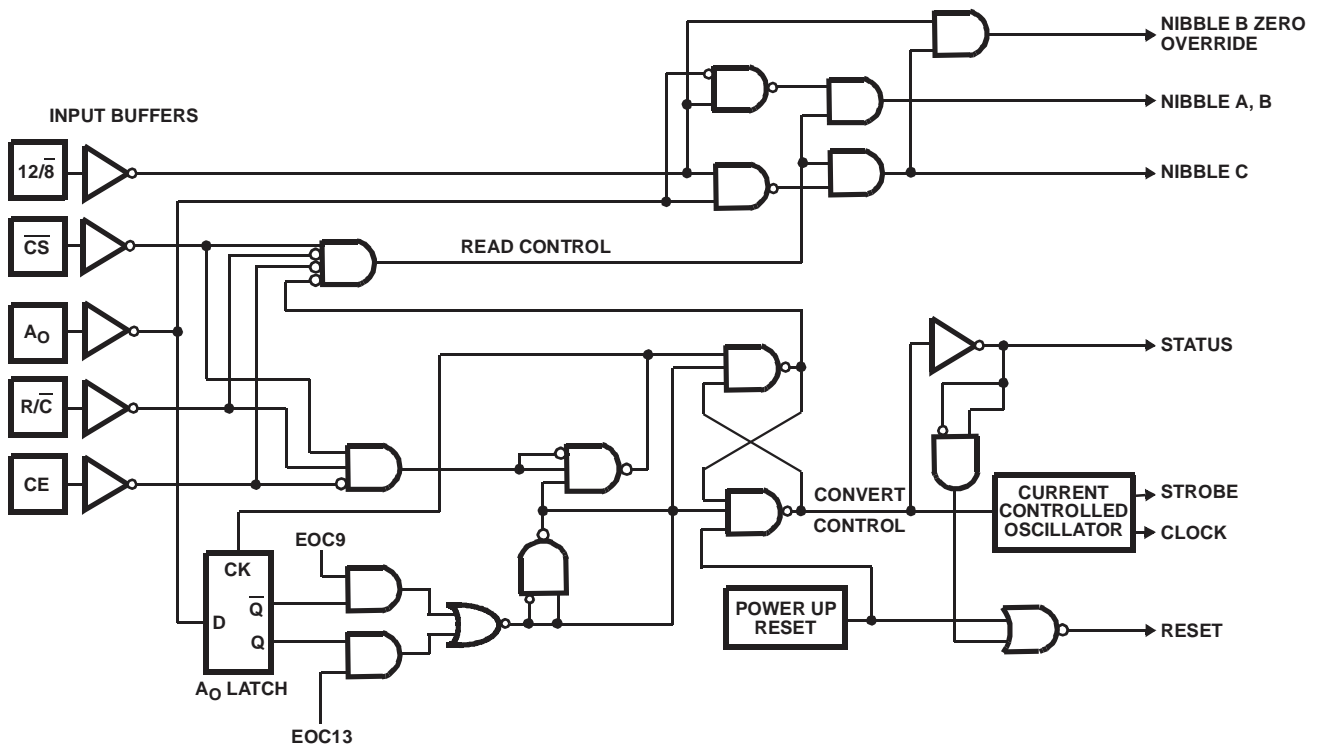 NIBBLE B ZERO
OVERRIDE
NIBBLE A, B
INPUT BUFFERS
12/8̅
NIBBLE C
C̅S̅
READ CONTROL
AO
STATUS
R/C̅
CE
CONVERT
CONTROL
CURRENT
CONTROLLED
OSCILLATOR
STROBE
CLOCK
EOC9
CK
Q̅
D
Q
POWER UP
RESET
RESET
AO LATCH
EOC13